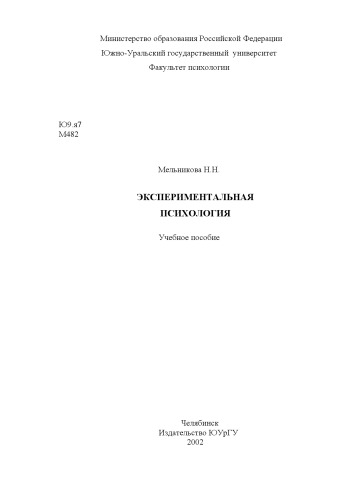 Министерство образования Российской Федерации
Южно-Уральский государственный университет
Факультет психологии
Ю9.я7
М482
Мельникова Н.Н.
ЭКСПЕРИМЕНТАЛЬНАЯ
ПСИХОЛОГИЯ
Учебное пособие
Челябинск
Издательство ЮУрГУ
2002